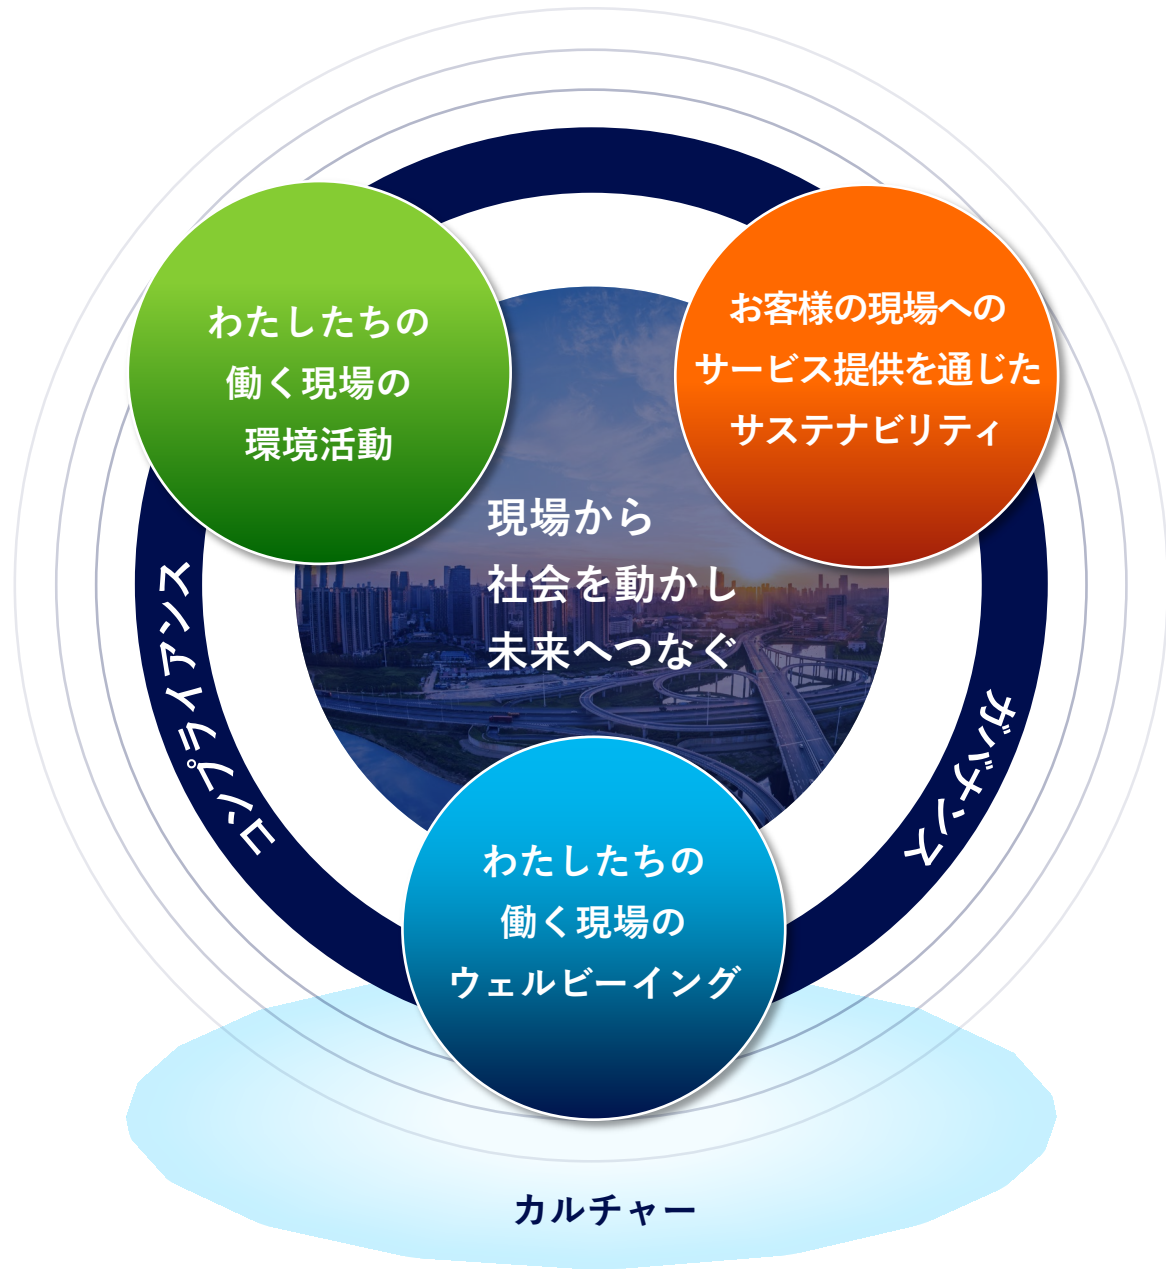 わたしたちの
働く現場の
環境活動
お客様の現場への
サービス提供を通じた
サステナビリティ
現場から
社会を動かし
未来へつなぐ
コンプライアンス
ガバナンス
わたしたちの
働く現場の
ウェルビーイング
カルチャー